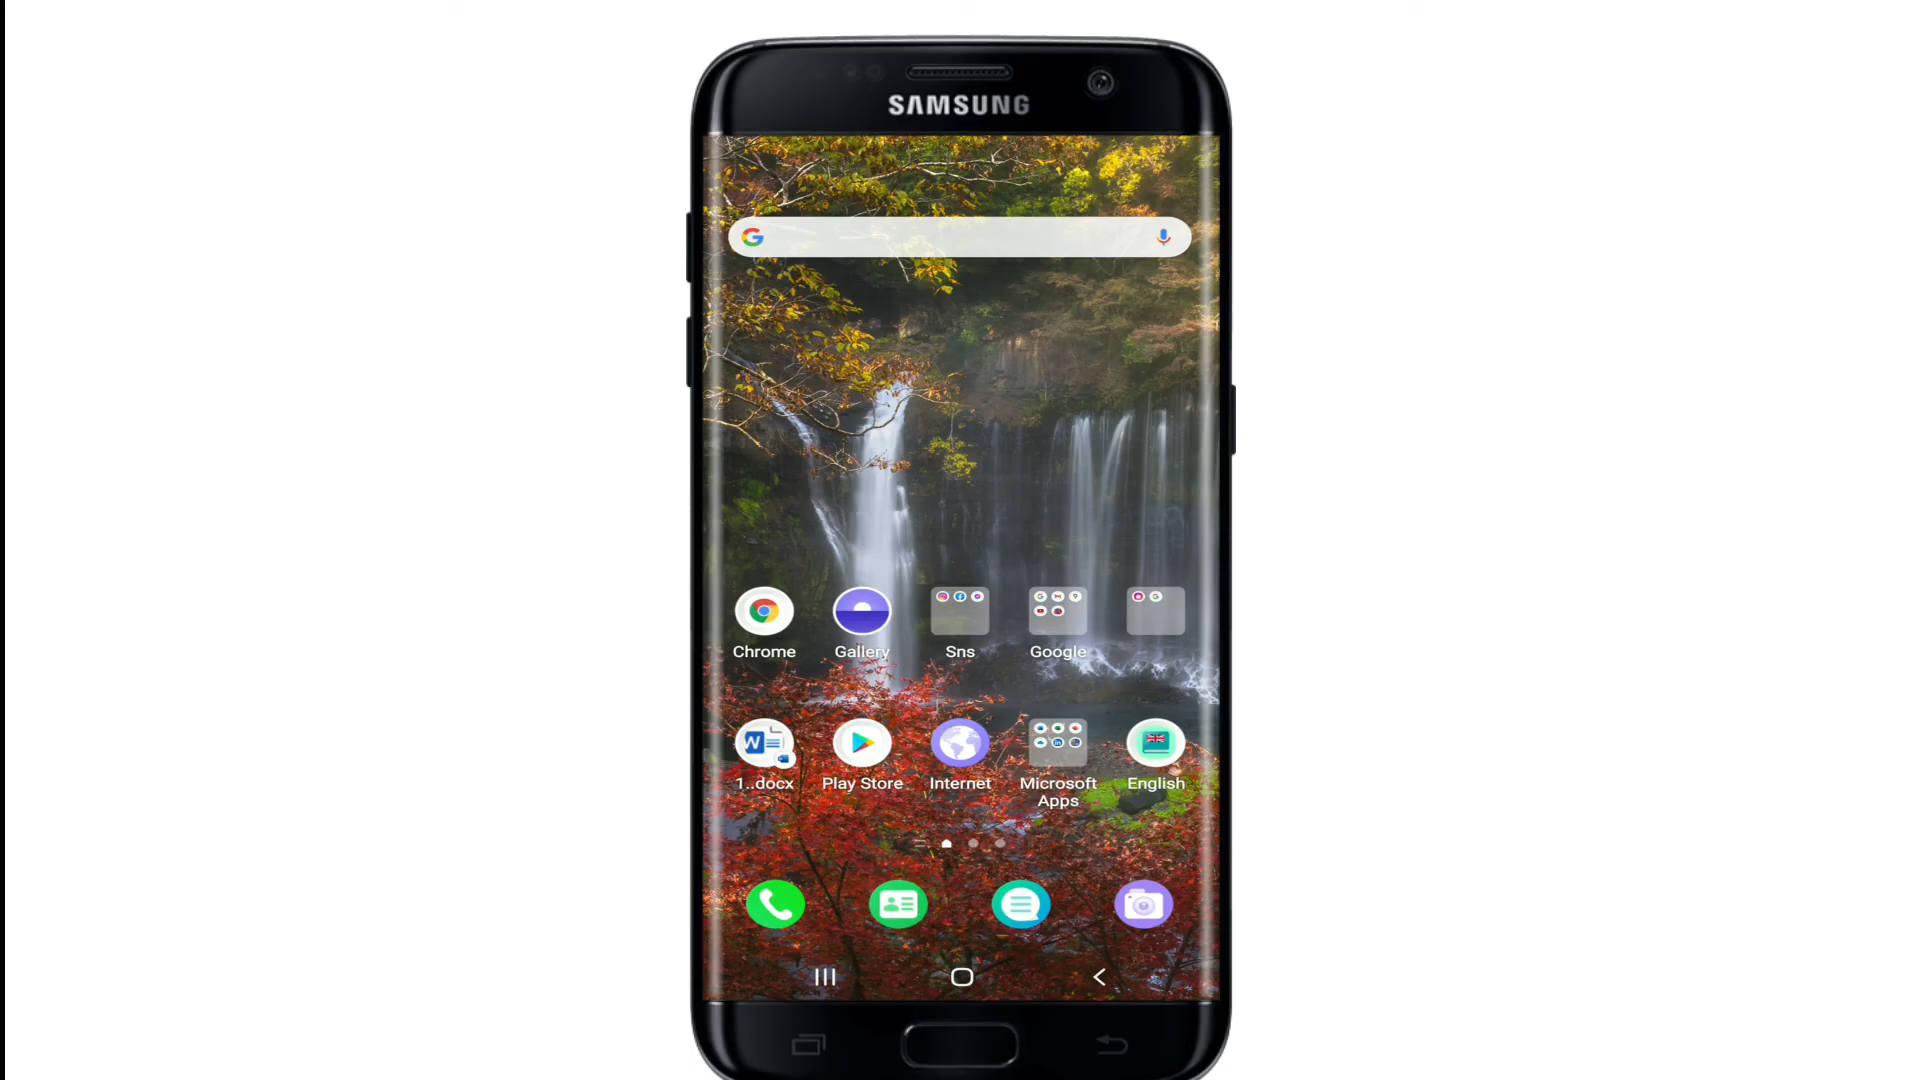 SAMSUNG
Chrome
Gallery
Sns
Google
1..docx
Play Store
Internet
Microsoft
Apps
English